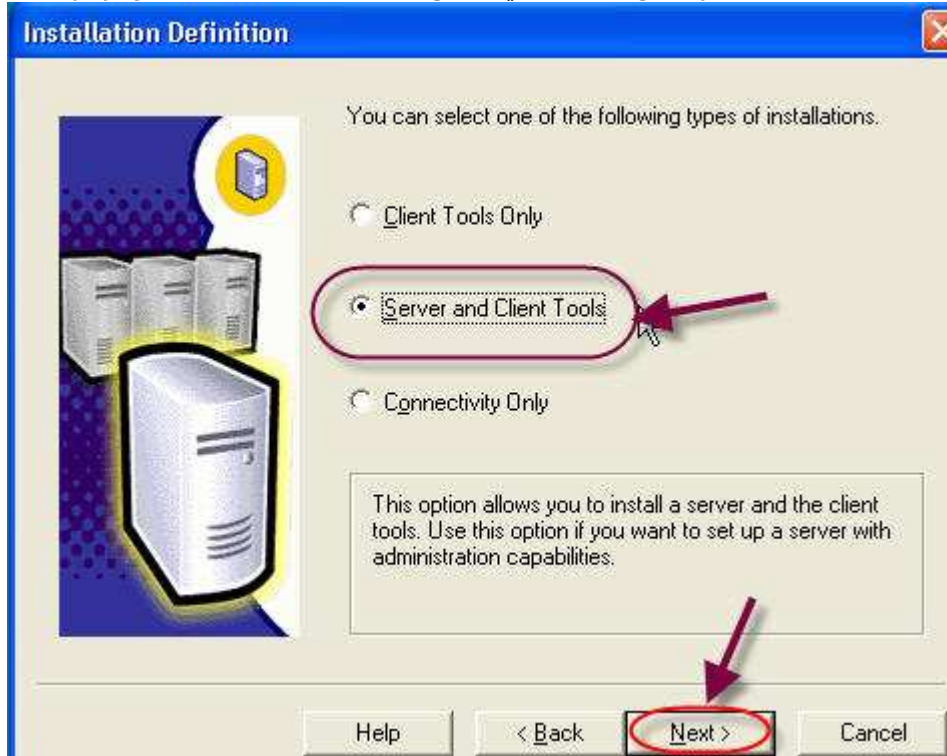 Installation Definition
You can select one of the following types of installations.
Client Tools Only
Server and Client Tools
Connectivity Only
This option allows you to install a server and the client
tools. Use this option if you want to set up a server with
administration capabilities.
Help
< Back
Next >
Cancel